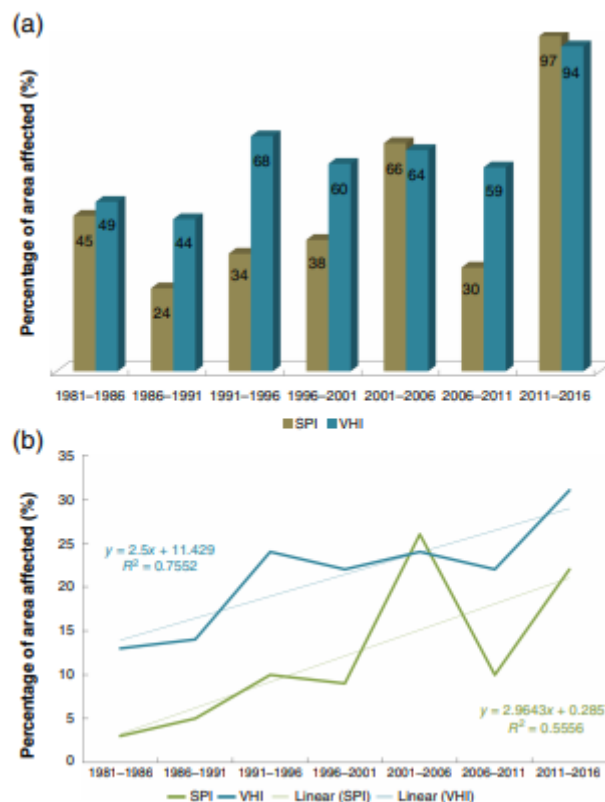 (a)
Percentage of area affected (%)
45 49 24 44 34 68 38 60 66 64 30 59 97 94
1981–1986 1986–1991 1991–1996 1996–2001 2001–2006 2006–2011 2011–2016
SPI VHI
(b)
Percentage of area affected (%)
35
30
25
20
15
10
5
0
y = 2.5x + 11.429
R² = 0.7552
y = 2.9643x + 0.285
R² = 0.5556
1981–1986 1986–1991 1991–1996 1996–2001 2001–2006 2006–2011 2011–2016
SPI VHI Linear (SPI) Linear (VHI)